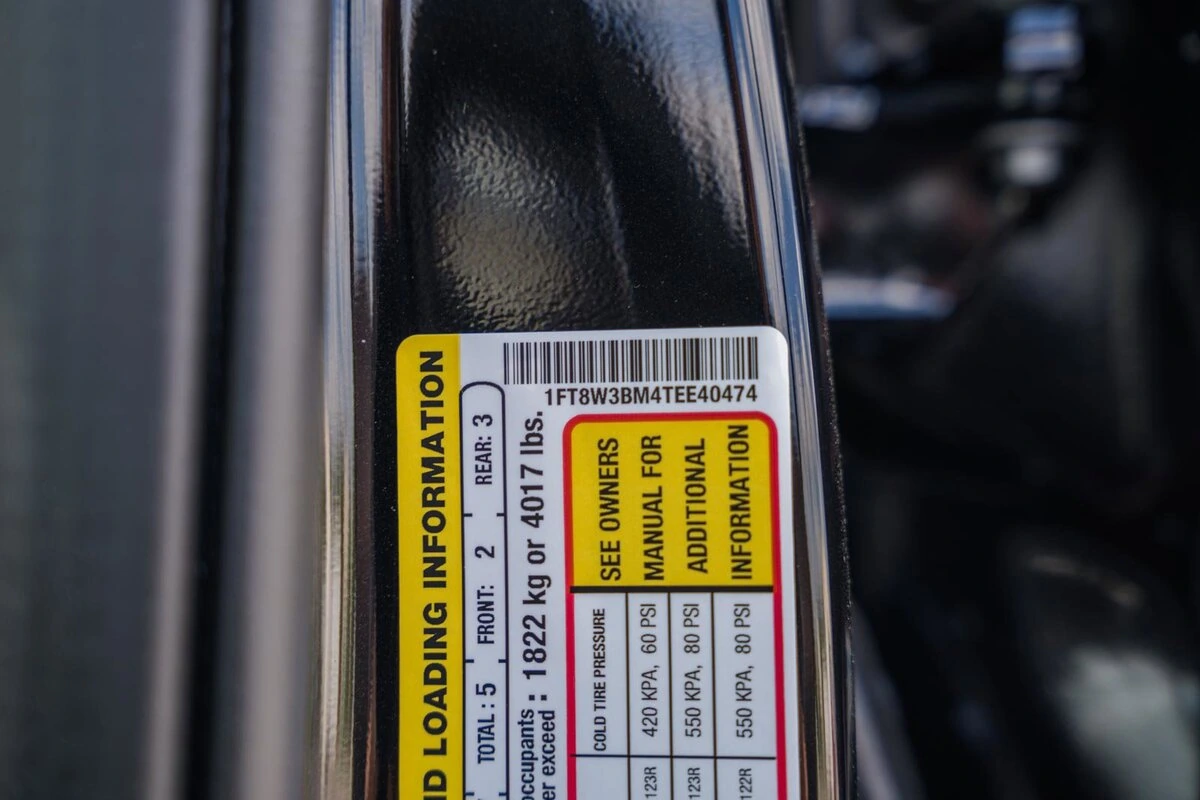 1FT8W3BM4TEE40474
LOADING INFORMATION
TOTAL : 5 FRONT: 2 REAR: 3
occupants
exceed : 1822 kg or 4017 lbs.
COLD TIRE PRESSURE
123R 420 KPA, 60 PSI
123R 550 KPA, 80 PSI
122R 550 KPA, 80 PSI
SEE OWNERS
MANUAL FOR
ADDITIONAL
INFORMATION